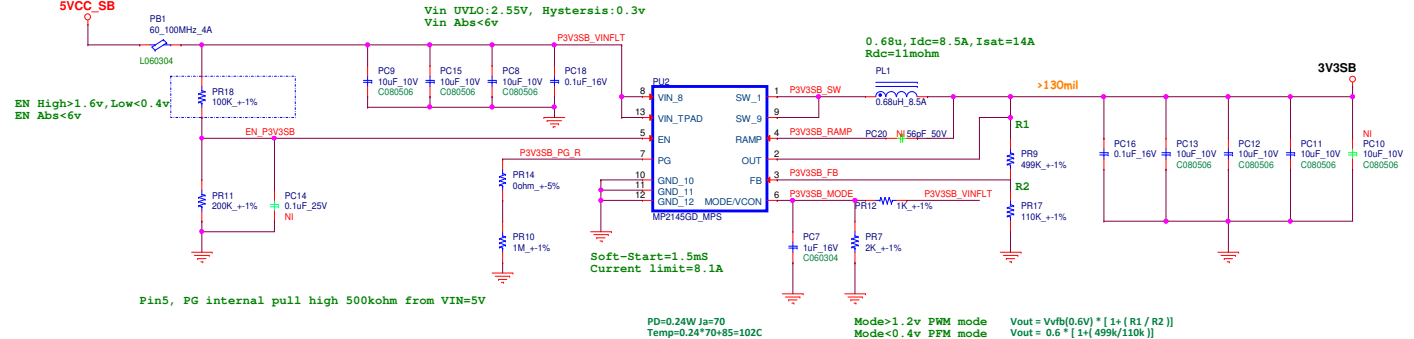 5VCC_SB
PB1
60_100MHz_4A
L060304
Vin UVLO:2.55V, Hystersis:0.3v
Vin Abs<6v
P3V3SB_VINFLT
0.68u,Idc=8.5A,Isat=14A
Rdc=11mohm
3V3SB
PR18
100K_+-1%
EN High>1.6v,Low<0.4v
EN Abs<6v
PC9
10uF_10V
C080506
PC15
10uF_10V
C080506
PC8
10uF_10V
C080506
PC18
0.1uF_16V
PU2
PL1
0.68uH_8.5A
>130mil
8 VIN_8
13 VIN_TPAD
5 EN
7 PG
10 GND_10
11 GND_11
12 GND_12
SW_1 1
SW_9 9
RAMP 4
OUT 2
FB 3
MODE/VCON 6
MP2145GD_MPS
P3V3SB_SW
P3V3SB_RAMP
PC20 NI 56pF_50V
P3V3SB_FB
P3V3SB_MODE
P3V3SB_VINFLT
PR12 1K_+-1%
EN_P3V3SB
P3V3SB_PG_R
PR11
200K_+-1%
PC14
0.1uF_25V
NI
PR14
0ohm_+-5%
PR10
1M_+-1%
R1
PR9
499K_+-1%
R2
PR17
110K_+-1%
PC16
0.1uF_16V
PC13
10uF_10V
C080506
PC12
10uF_10V
C080506
PC11
10uF_10V
C080506
NI
PC10
10uF_10V
C080506
PC7
1uF_16V
C060304
PR7
2K_+-1%
Soft-Start=1.5mS
Current limit=8.1A
Pin5, PG internal pull high 500kohm from VIN=5V
PD=0.24W Ja=70
Temp=0.24*70+85=102C
Mode>1.2v PWM mode
Mode<0.4v PFM mode
Vout = Vvfb(0.6V) * [ 1+ ( R1 / R2 )]
Vout = 0.6 * [ 1+( 499k/110k )]